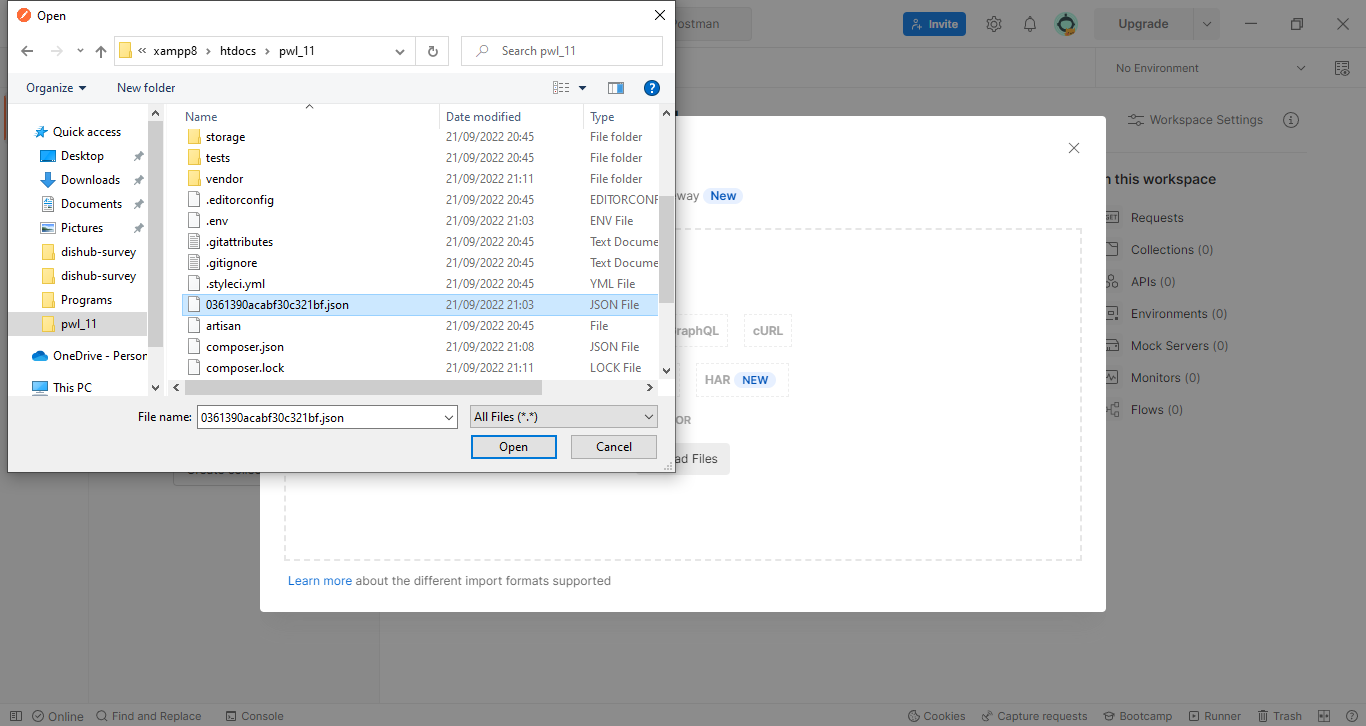 Open
Postman
Invite
Upgrade
« xampp8 › htdocs › pwl_11
Search pwl_11
No Environment
Organize
New folder
Name
Date modified
Type
Quick access
Desktop
Downloads
Documents
Pictures
dishub-survey
dishub-survey
Programs
pwl_11
OneDrive - Person
This PC
storage 21/09/2022 20:45 File folder
tests 21/09/2022 20:45 File folder
vendor 21/09/2022 21:11 File folder
.editorconfig 21/09/2022 20:45 EDITORCONF
.env 21/09/2022 21:03 ENV File
.gitattributes 21/09/2022 20:45 Text Docume
.gitignore 21/09/2022 20:45 Text Docume
.styleci.yml 21/09/2022 20:45 YML File
0361390acabf30c321bf.json 21/09/2022 21:03 JSON File
artisan 21/09/2022 20:45 File
composer.json 21/09/2022 21:08 JSON File
composer.lock 21/09/2022 21:11 LOCK File
File name: 0361390acabf30c321bf.json
All Files (*.*)
Open
Cancel
Workspace Settings
way New
n this workspace
GET Requests
Collections (0)
APIs (0)
Environments (0)
Mock Servers (0)
Monitors (0)
Flows (0)
raphQL
cURL
HAR NEW
OR
ad Files
Learn more about the different import formats supported
Online
Find and Replace
Console
Cookies
Capture requests
Bootcamp
Runner
Trash